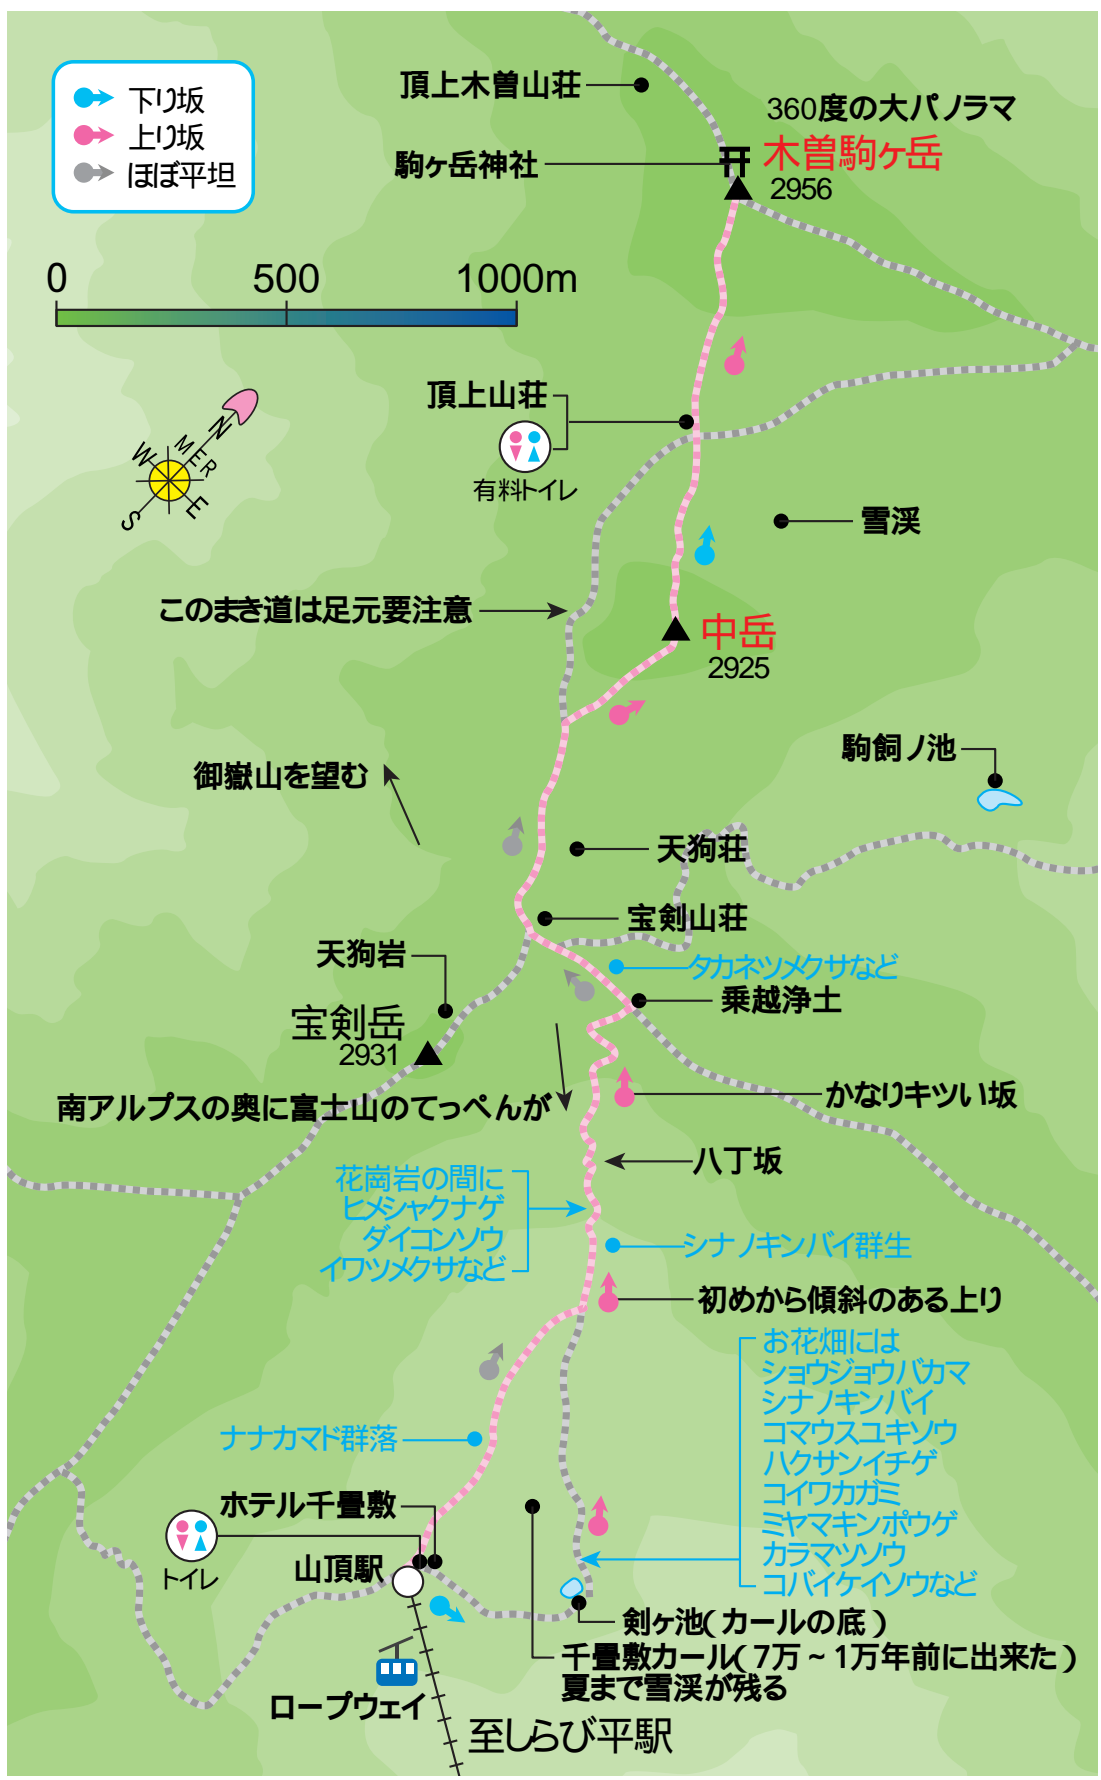 下り坂
上り坂
ほぼ平坦
0 500 1000m
N
W
MER
S
E
頂上木曽山荘
360度の大パノラマ
木曽駒ヶ岳
2956
駒ヶ岳神社
頂上山荘
有料トイレ
雪渓
このまき道は足元要注意
中岳
2925
駒飼ノ池
御嶽山を望む
天狗荘
宝剣山荘
天狗岩
タカネツメクサなど
乗越浄土
宝剣岳
2931
南アルプスの奥に富士山のてっぺんが
かなりキツい坂
八丁坂
花崗岩の間に
ヒメシャクナゲ
ダイコンソウ
イワツメクサなど
シナノキンバイ群生
初めから傾斜のある上り
お花畑には
ショウジョウバカマ
シナノキンバイ
コマウスユキソウ
ハクサンイチゲ
コイワカガミ
ミヤマキンポウゲ
カラマツソウ
コバイケイソウなど
ナナカマド群落
ホテル千畳敷
トイレ
山頂駅
剣ヶ池(カールの底)
千畳敷カール(7万~1万年前に出来た)
夏まで雪渓が残る
ロープウェイ
至しらび平駅